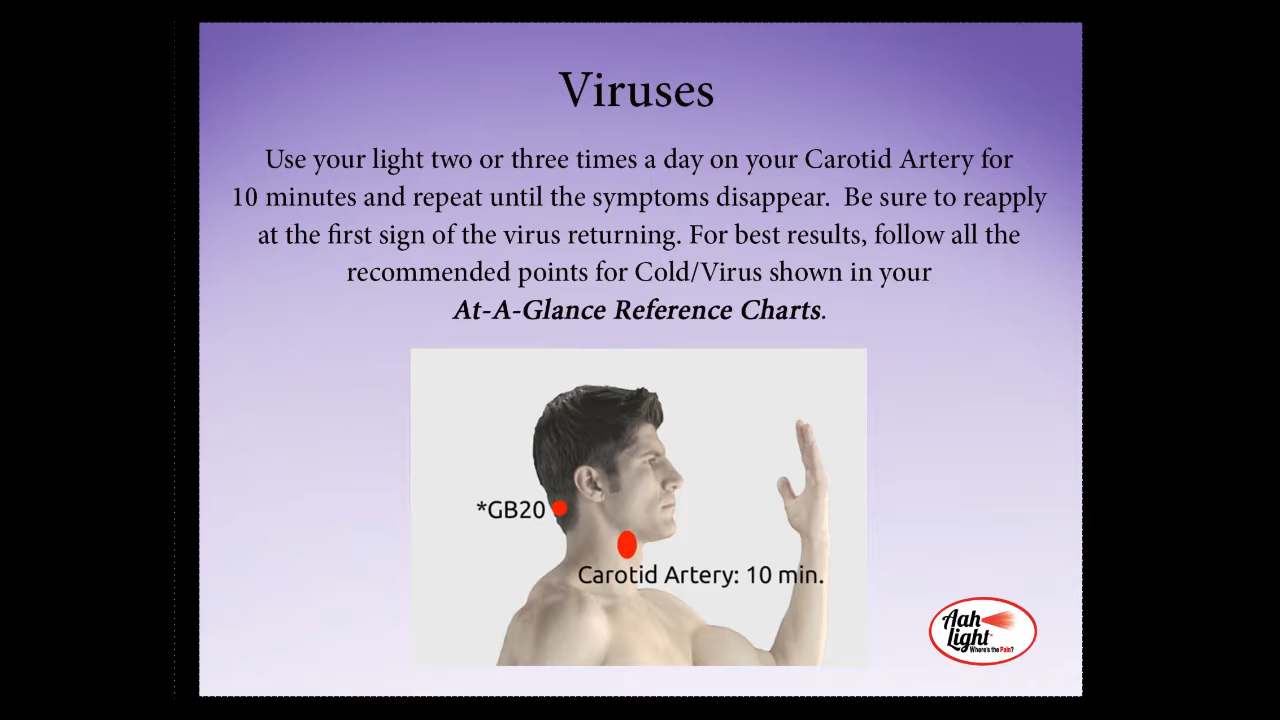 Viruses
Use your light two or three times a day on your Carotid Artery for
10 minutes and repeat until the symptoms disappear.  Be sure to reapply
at the first sign of the virus returning. For best results, follow all the
recommended points for Cold/Virus shown in your
At-A-Glance Reference Charts.
*GB20
Carotid Artery: 10 min.
Aah
Light
Where's the Pain?